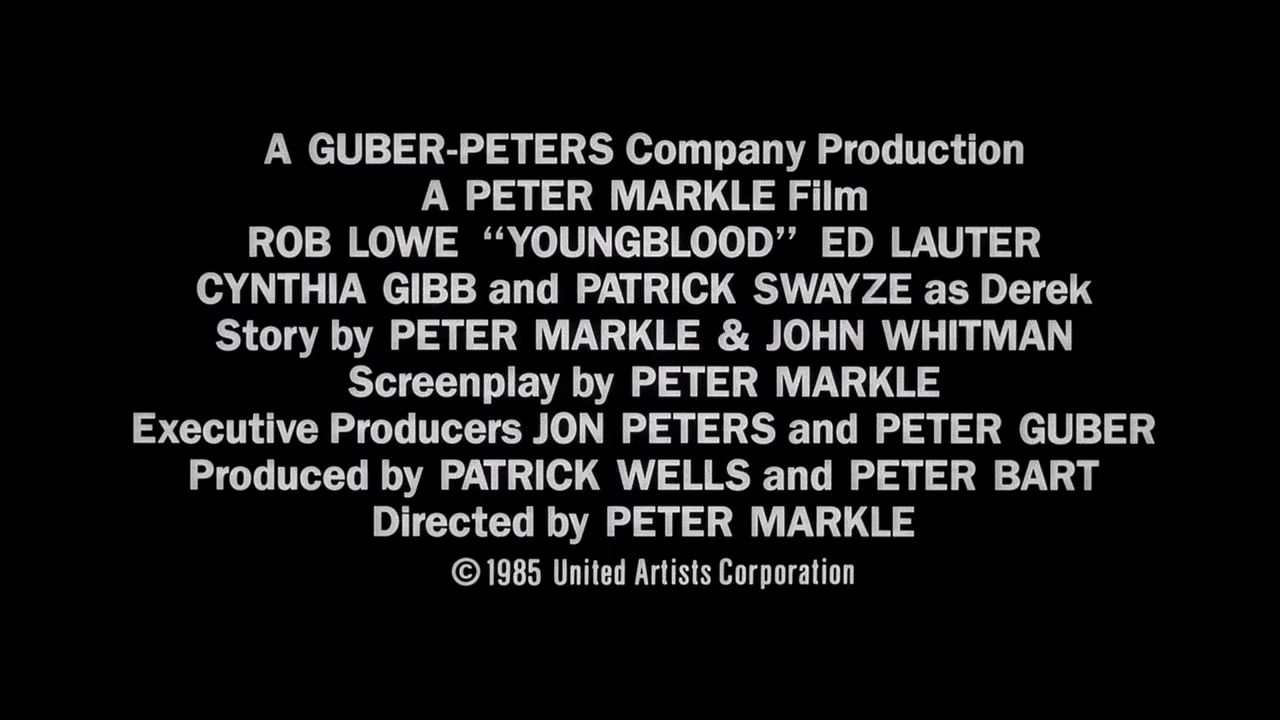 A GUBER-PETERS Company Production
A PETER MARKLE Film
ROB LOWE “YOUNGBLOOD” ED LAUTER
CYNTHIA GIBB and PATRICK SWAYZE as Derek
Story by PETER MARKLE & JOHN WHITMAN
Screenplay by PETER MARKLE
Executive Producers JON PETERS and PETER GUBER
Produced by PATRICK WELLS and PETER BART
Directed by PETER MARKLE
© 1985 United Artists Corporation